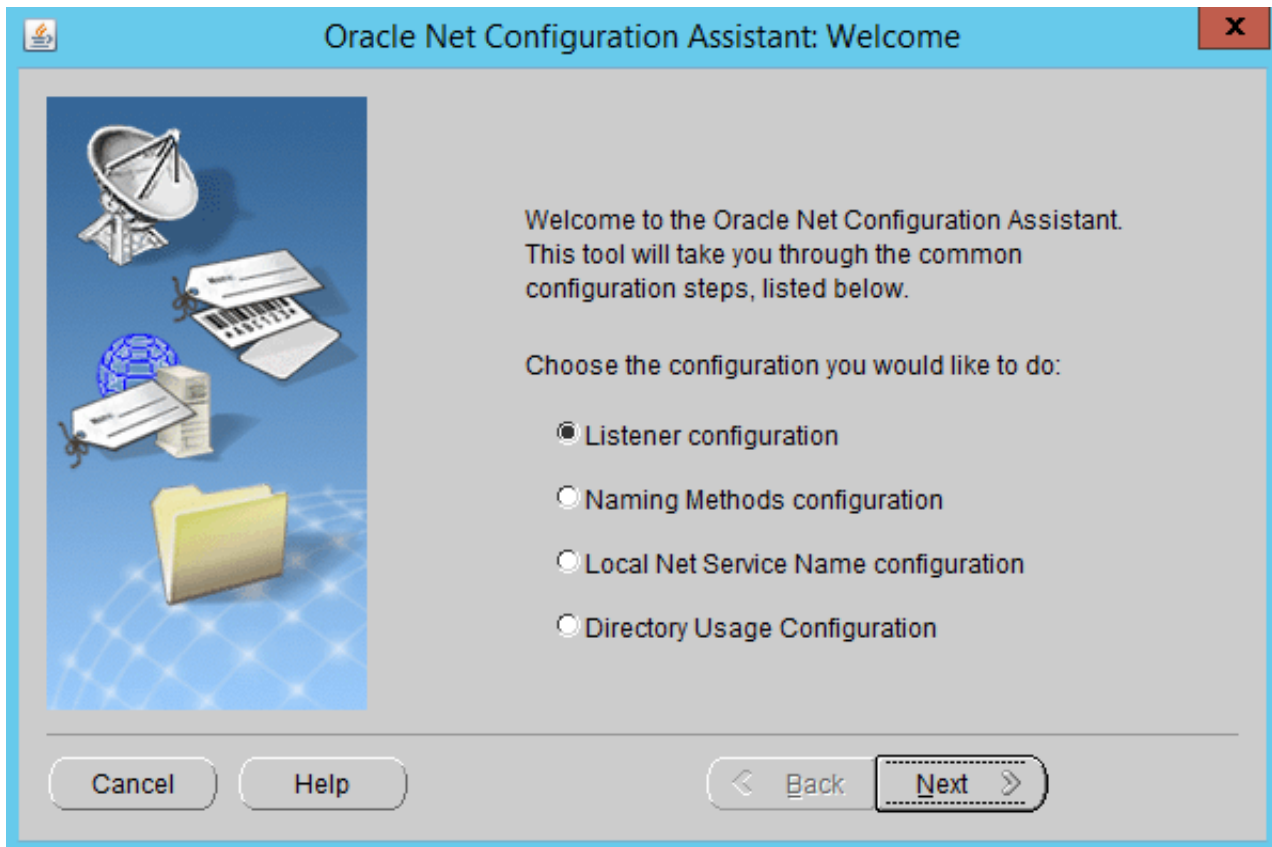 Oracle Net Configuration Assistant: Welcome
X
Welcome to the Oracle Net Configuration Assistant.
This tool will take you through the common
configuration steps, listed below.
Choose the configuration you would like to do:
Listener configuration
Naming Methods configuration
Local Net Service Name configuration
Directory Usage Configuration
*ABC123*
Cancel
Help
Back
Next